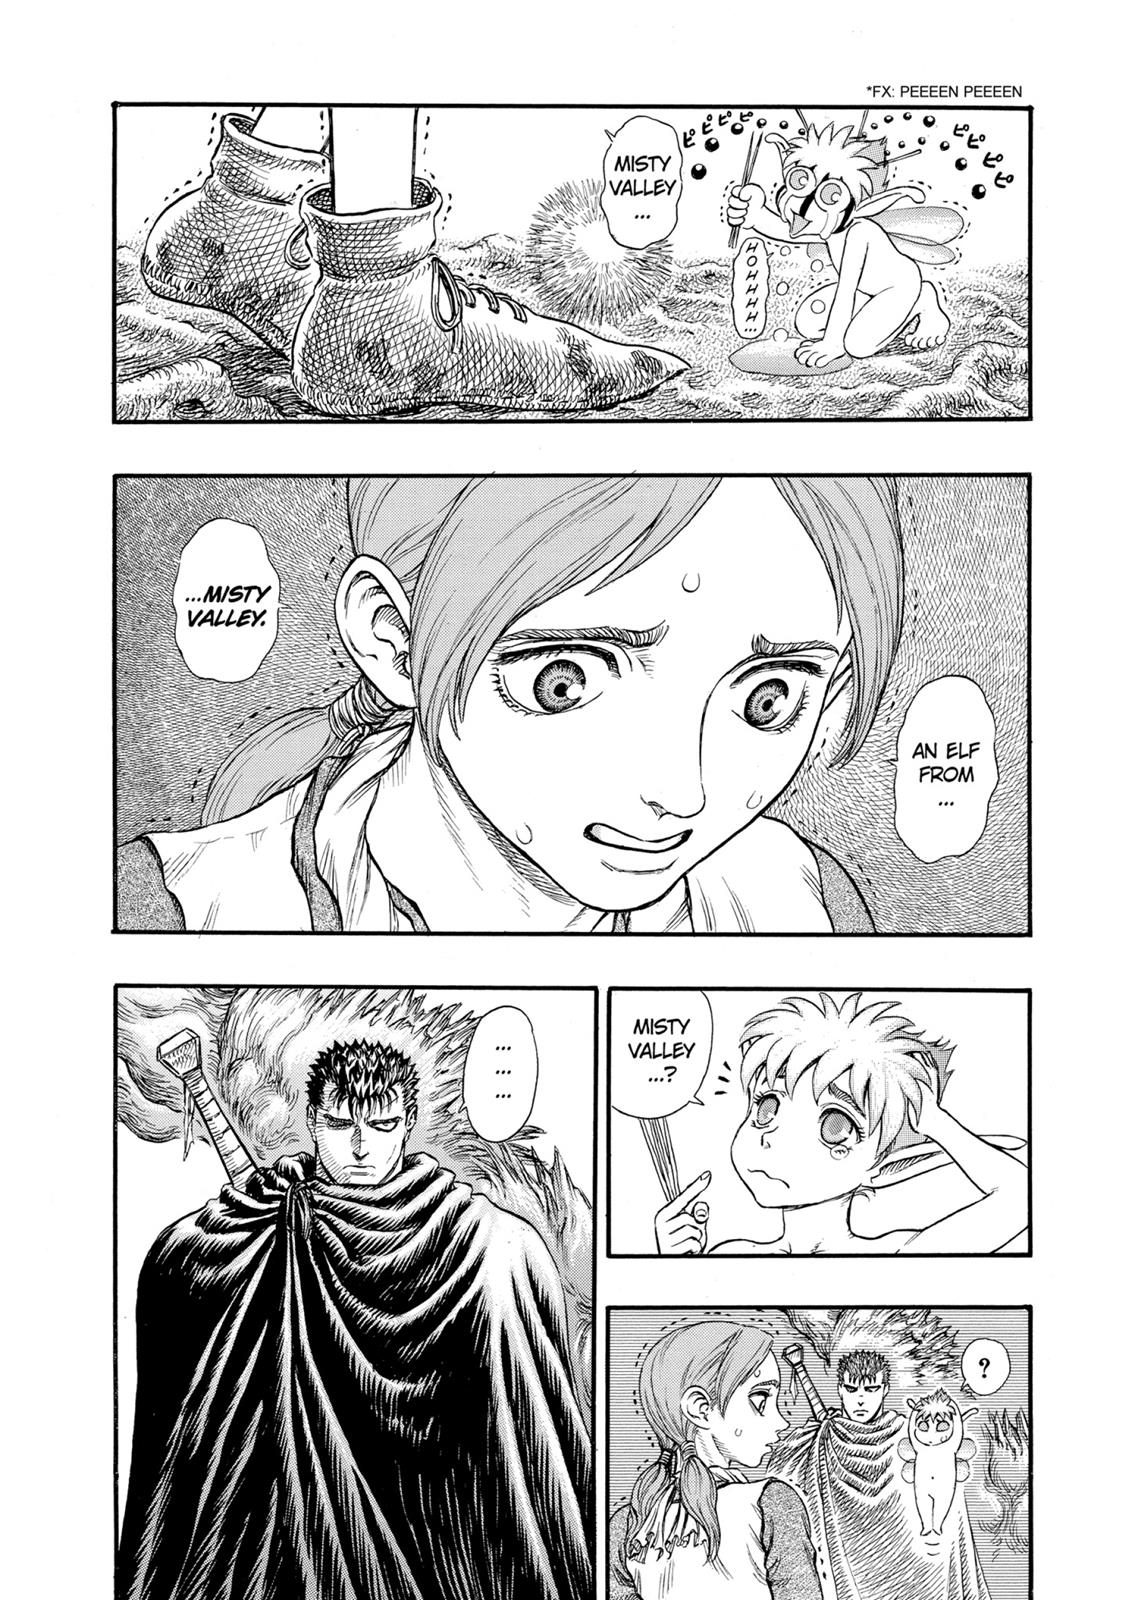 *FX: PEEEEN PEEEEN
ピピピピピ
ピ
ピ
ピ
MISTY
VALLEY
...
HOHHHH...
AN ELF
FROM
...
...MISTY
VALLEY.
MISTY
VALLEY
...?
...
...
...
?